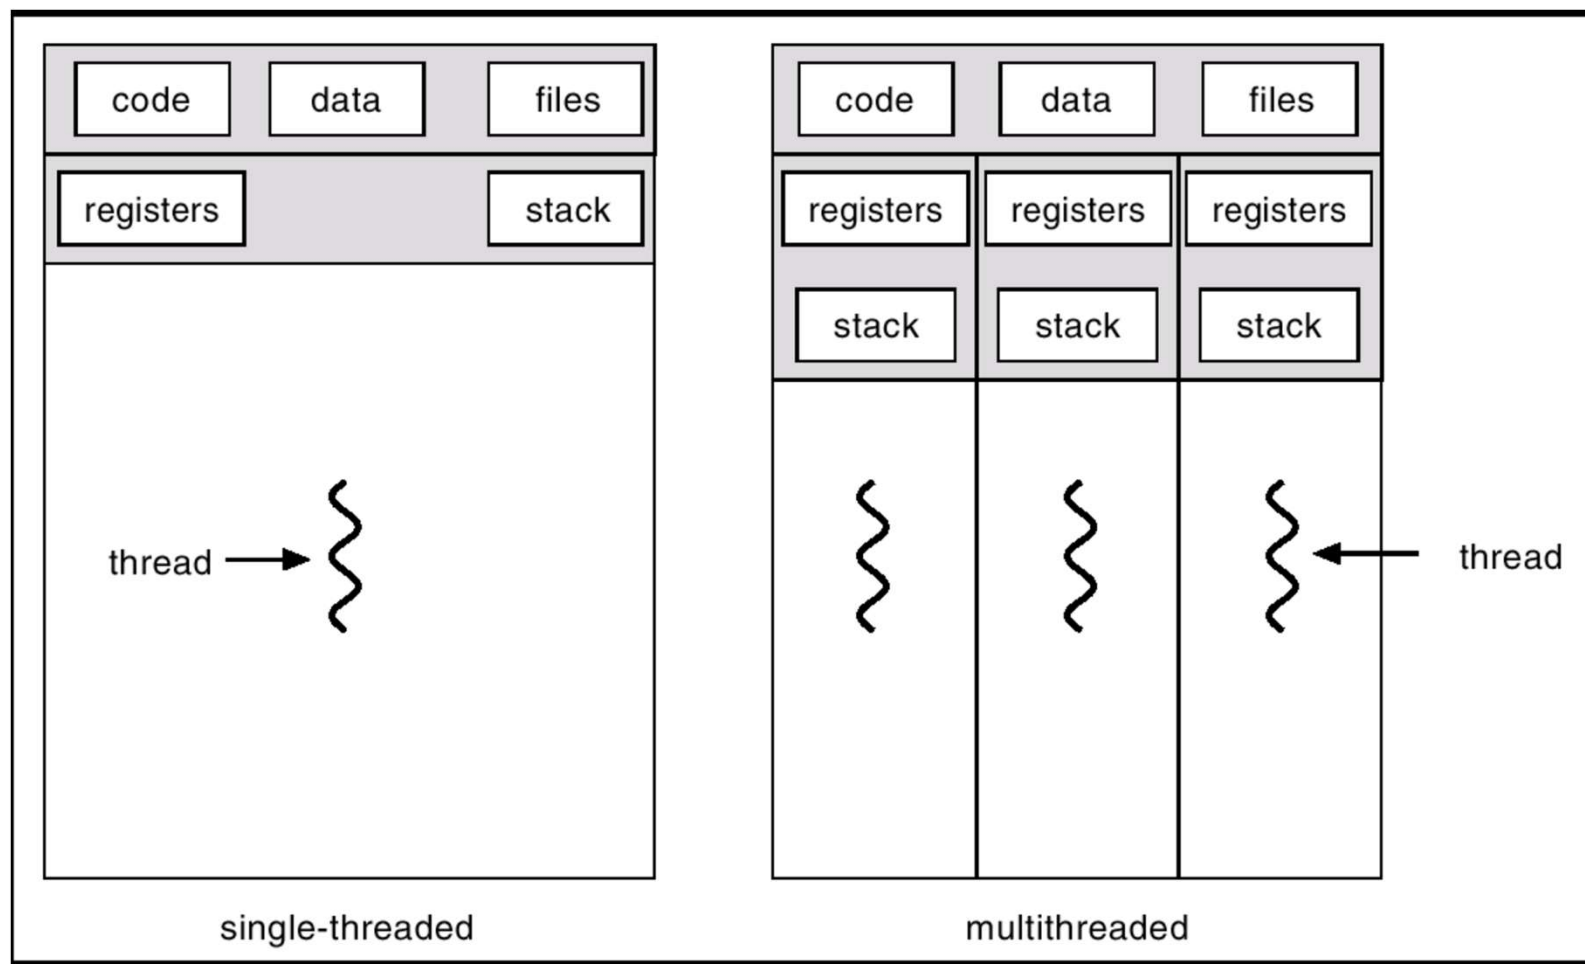 code data files
registers stack
thread
single-threaded
code data files
registers registers registers
stack stack stack
thread
multithreaded